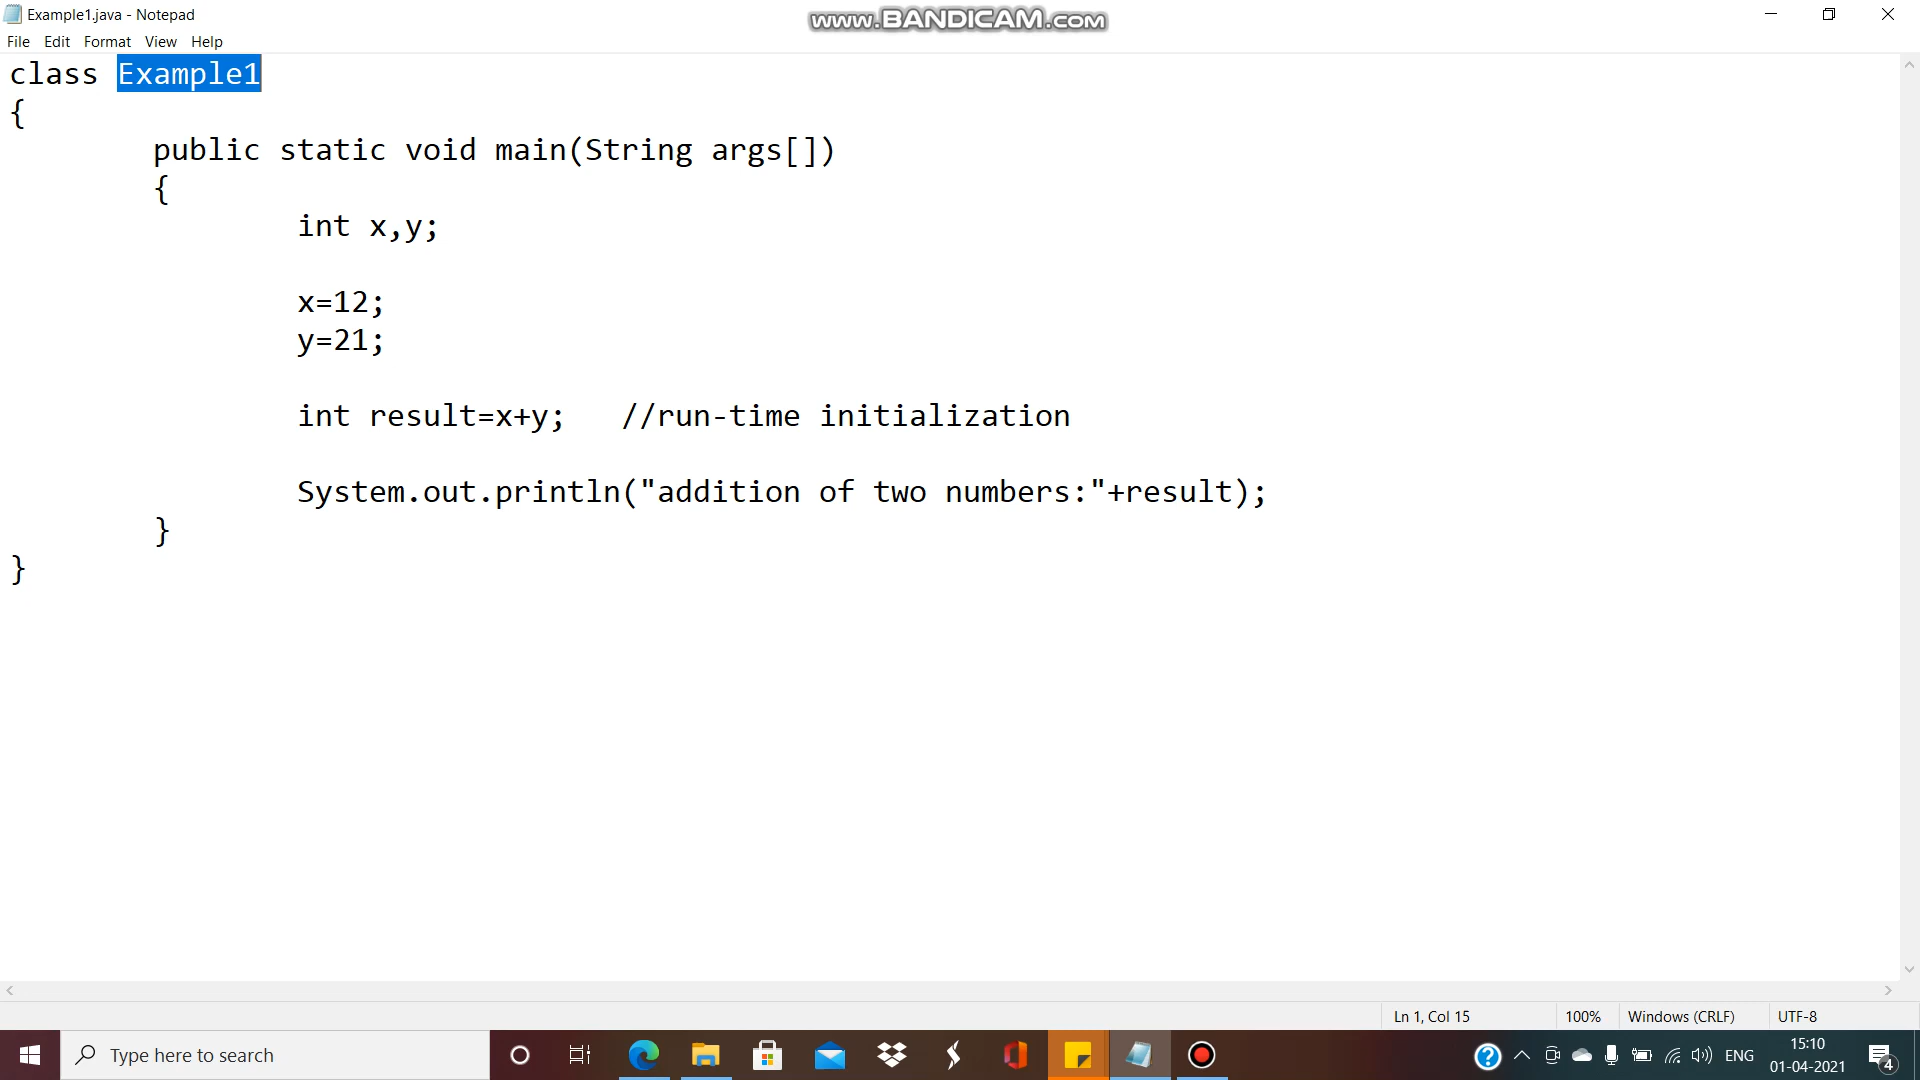 Example1.java - Notepad
www.BANDICAM.com
File Edit Format View Help
class Example1
{
public static void main(String args[])
{
int x,y;
x=12;
y=21;
int result=x+y; //run-time initialization
System.out.println("addition of two numbers:"+result);
}
}
Ln 1, Col 15 100% Windows (CRLF) UTF-8
Type here to search
ENG
15:10
01-04-2021
4